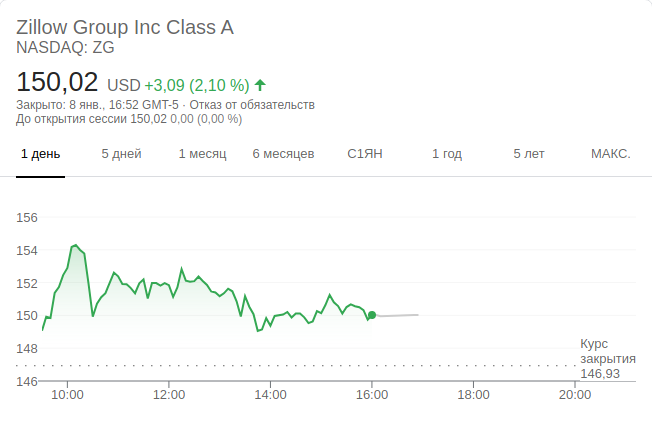 Zillow Group Inc Class A
NASDAQ: ZG
150,02 USD +3,09 (2,10 %)
Закрыто: 8 янв., 16:52 GMT-5 · Отказ от обязательств
До открытия сессии 150,02 0,00 (0,00 %)
1 день 5 дней 1 месяц 6 месяцев С1ЯН 1 год 5 лет МАКС.
156
154
152
150
148
146
Курс
закрытия
146,93
10:00 12:00 14:00 16:00 18:00 20:00